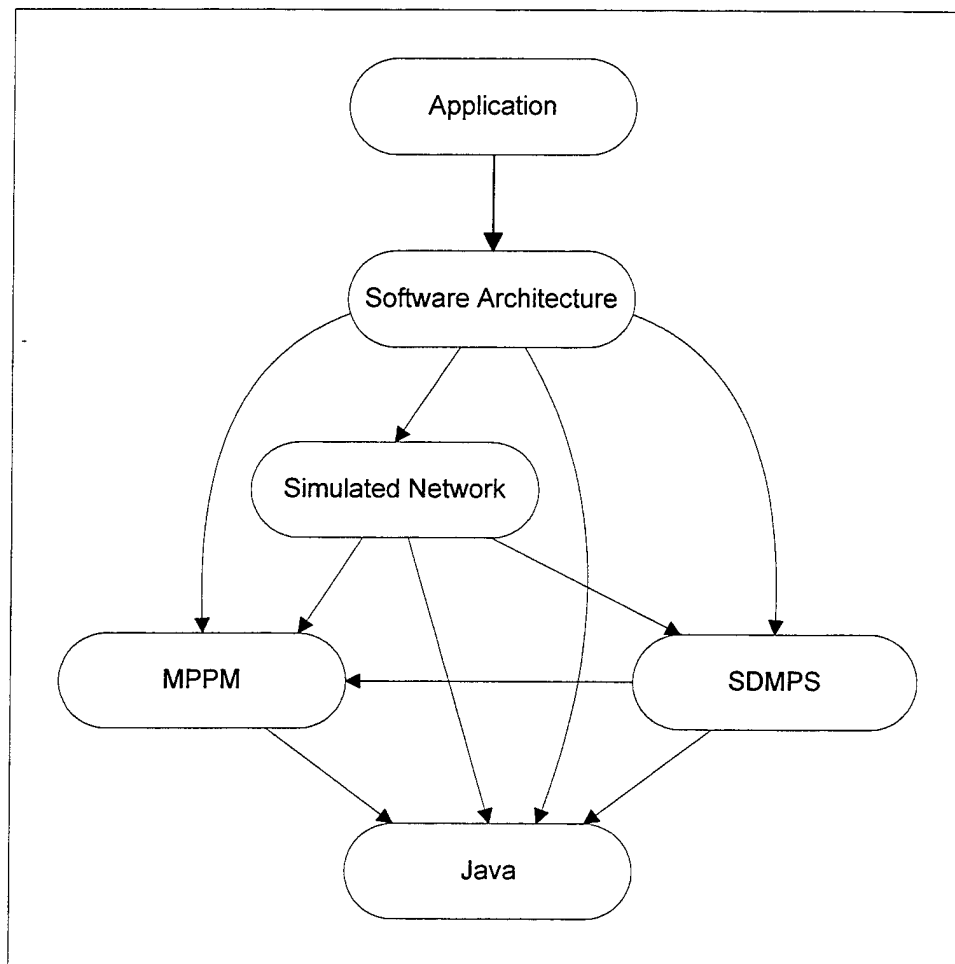 Application
Software Architecture
Simulated Network
MPPM
SDMPS
Java